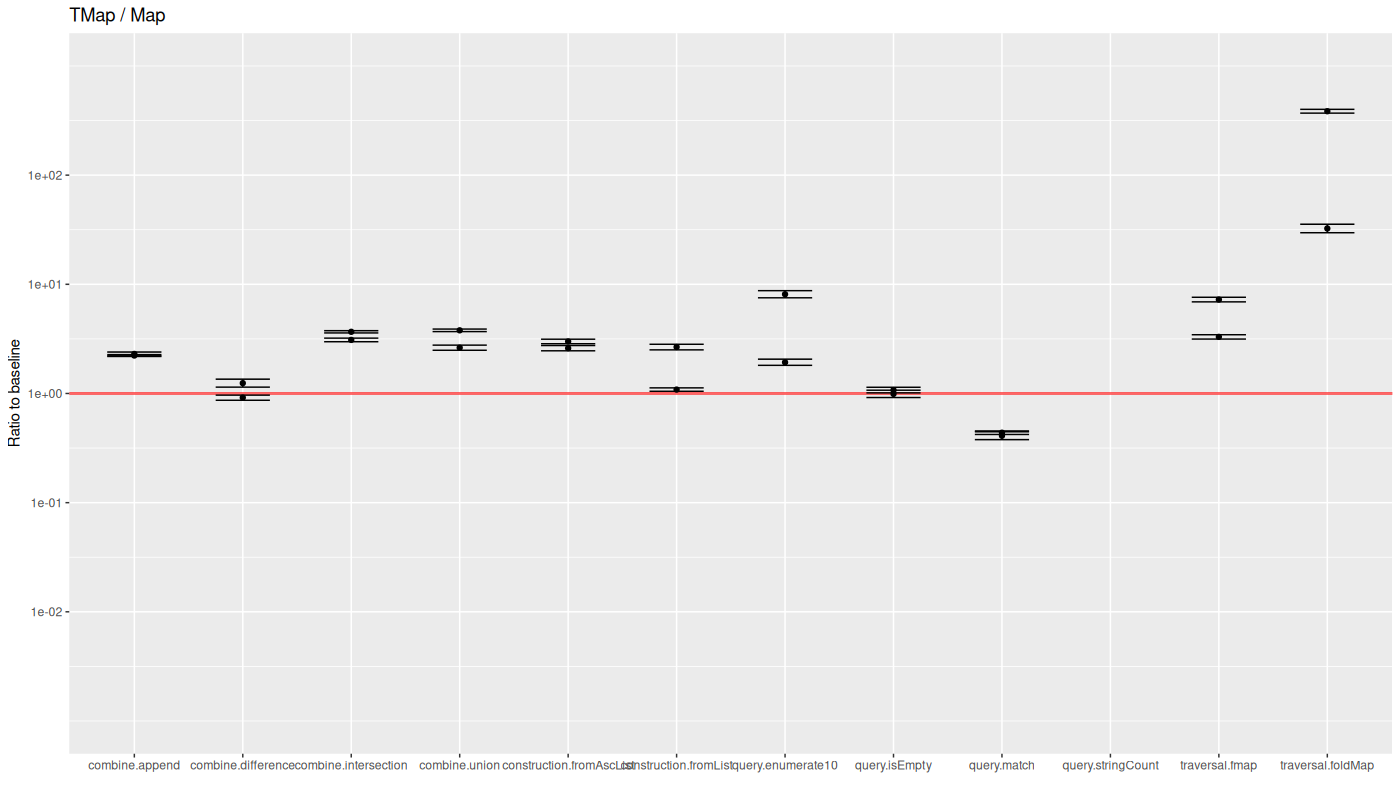 TMap / Map
Ratio to baseline
1e+02
1e+01
1e+00
1e-01
1e-02
combine.append combine.difference combine.intersection combine.union construction.fromAscList construction.fromList query.enumerate10 query.isEmpty query.match query.stringCount traversal.fmap traversal.foldMap